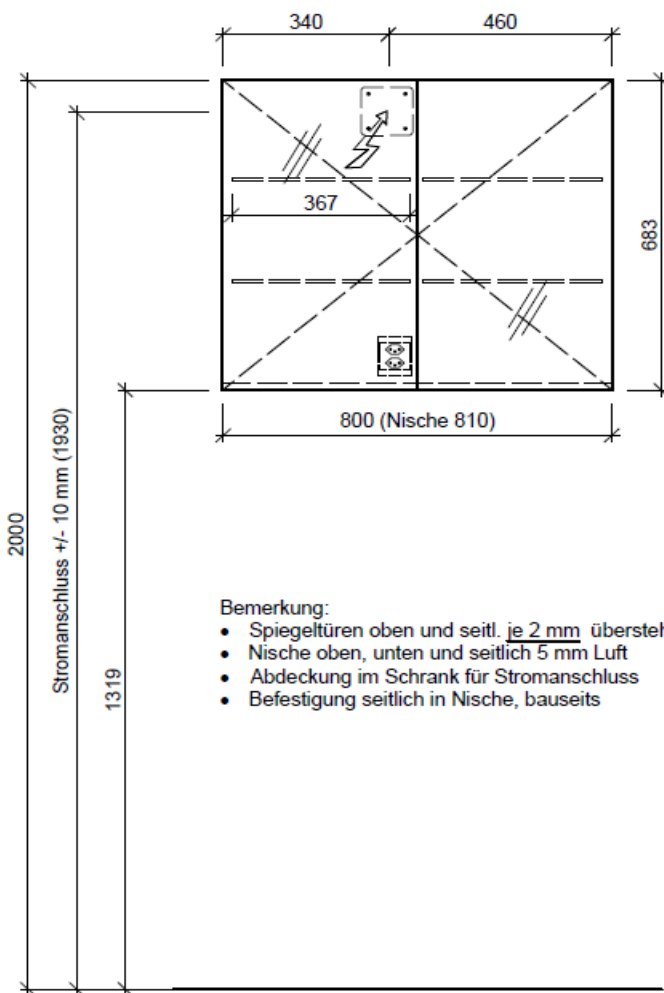 340
460
367
683
800 (Nische 810)
2000
Stromanschluss +/- 10 mm (1930)
1319
Bemerkung:
• Spiegeltüren oben und seitl. je 2 mm übersteh
• Nische oben, unten und seitlich 5 mm Luft
• Abdeckung im Schrank für Stromanschluss
• Befestigung seitlich in Nische, bauseits